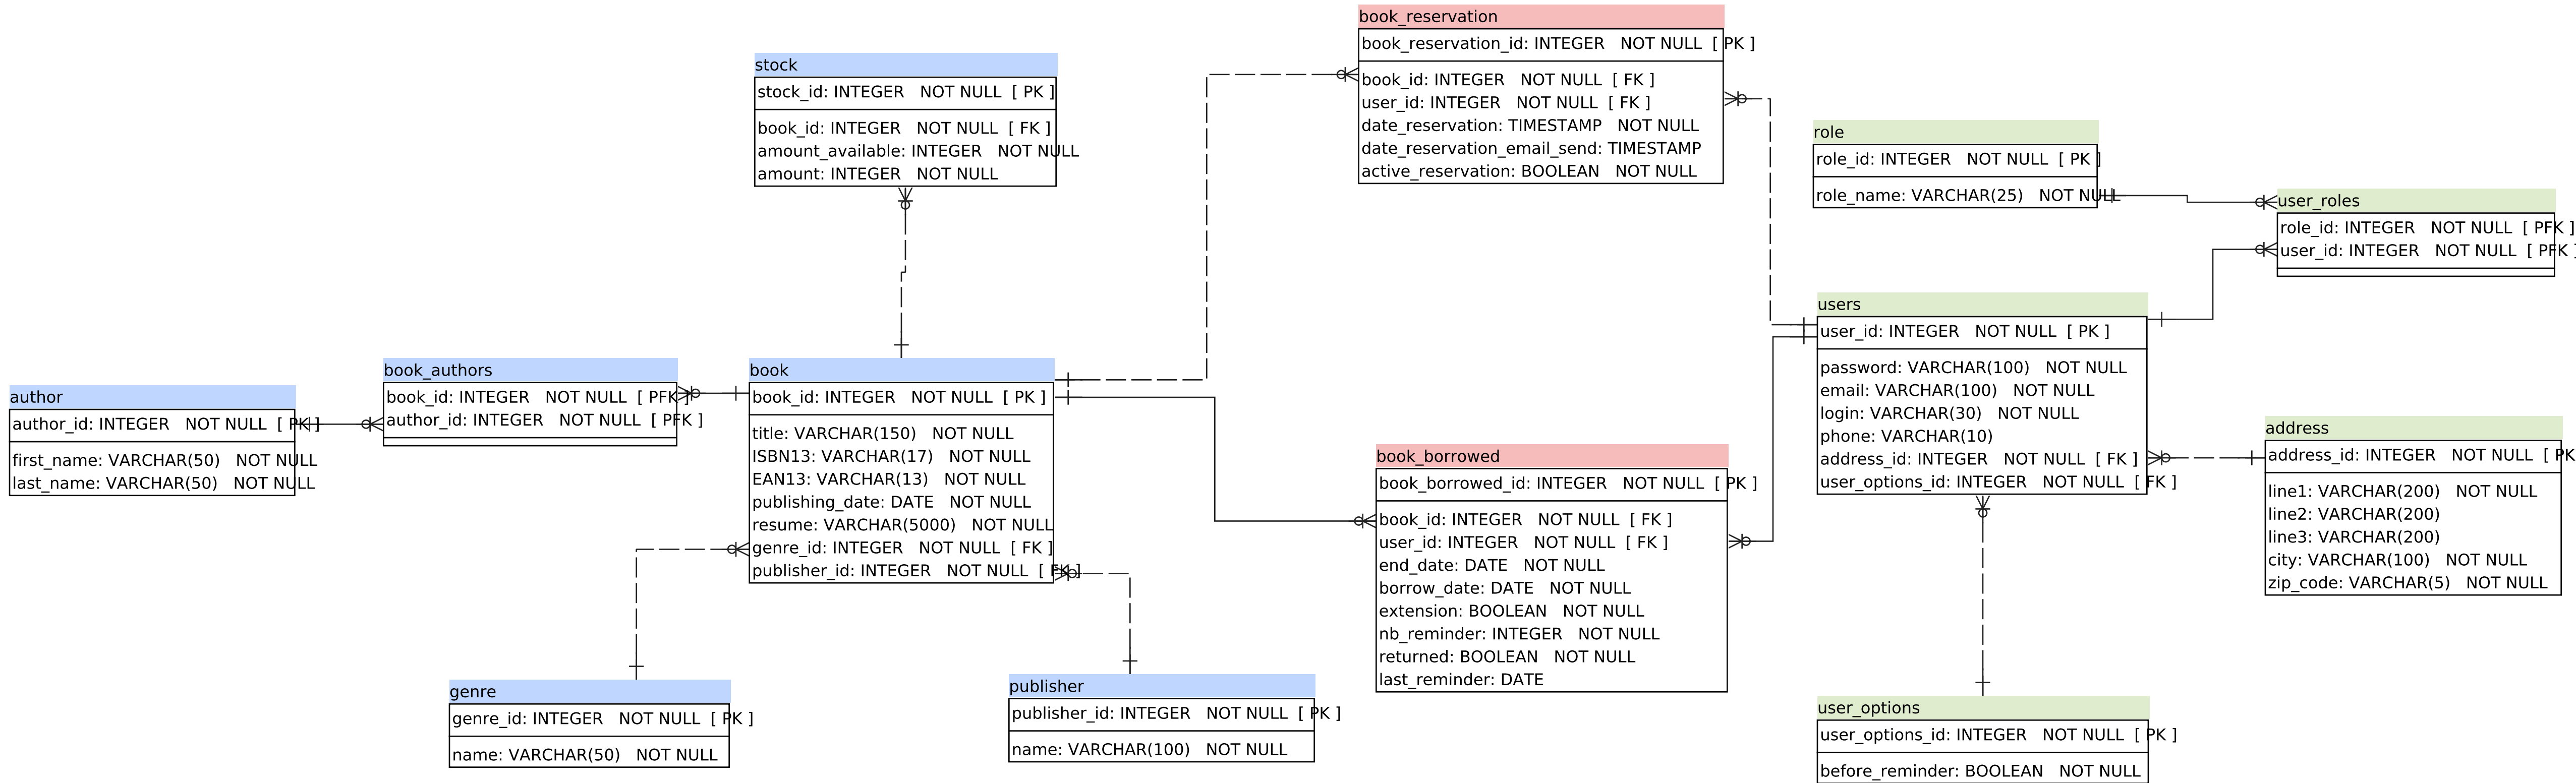 book_reservation
book_reservation_id: INTEGER NOT NULL [ PK ]
book_id: INTEGER NOT NULL [ FK ]
user_id: INTEGER NOT NULL [ FK ]
date_reservation: TIMESTAMP NOT NULL
date_reservation_email_send: TIMESTAMP
active_reservation: BOOLEAN NOT NULL
stock
stock_id: INTEGER NOT NULL [ PK ]
book_id: INTEGER NOT NULL [ FK ]
amount_available: INTEGER NOT NULL
amount: INTEGER NOT NULL
role
role_id: INTEGER NOT NULL [ PK ]
role_name: VARCHAR(25) NOT NULL
user_roles
role_id: INTEGER NOT NULL [ PFK ]
user_id: INTEGER NOT NULL [ PFK ]
users
user_id: INTEGER NOT NULL [ PK ]
password: VARCHAR(100) NOT NULL
email: VARCHAR(100) NOT NULL
login: VARCHAR(30) NOT NULL
phone: VARCHAR(10)
address_id: INTEGER NOT NULL [ FK ]
user_options_id: INTEGER NOT NULL [ FK ]
author
author_id: INTEGER NOT NULL [ PK ]
first_name: VARCHAR(50) NOT NULL
last_name: VARCHAR(50) NOT NULL
book_authors
book_id: INTEGER NOT NULL [ PFK ]
author_id: INTEGER NOT NULL [ PFK ]
book
book_id: INTEGER NOT NULL [ PK ]
title: VARCHAR(150) NOT NULL
ISBN13: VARCHAR(17) NOT NULL
EAN13: VARCHAR(13) NOT NULL
publishing_date: DATE NOT NULL
resume: VARCHAR(5000) NOT NULL
genre_id: INTEGER NOT NULL [ FK ]
publisher_id: INTEGER NOT NULL [ FK ]
book_borrowed
book_borrowed_id: INTEGER NOT NULL [ PK ]
book_id: INTEGER NOT NULL [ FK ]
user_id: INTEGER NOT NULL [ FK ]
end_date: DATE NOT NULL
borrow_date: DATE NOT NULL
extension: BOOLEAN NOT NULL
nb_reminder: INTEGER NOT NULL
returned: BOOLEAN NOT NULL
last_reminder: DATE
address
address_id: INTEGER NOT NULL [ PK
line1: VARCHAR(200) NOT NULL
line2: VARCHAR(200)
line3: VARCHAR(200)
city: VARCHAR(100) NOT NULL
zip_code: VARCHAR(5) NOT NULL
genre
genre_id: INTEGER NOT NULL [ PK ]
name: VARCHAR(50) NOT NULL
publisher
publisher_id: INTEGER NOT NULL [ PK ]
name: VARCHAR(100) NOT NULL
user_options
user_options_id: INTEGER NOT NULL [ PK ]
before_reminder: BOOLEAN NOT NULL